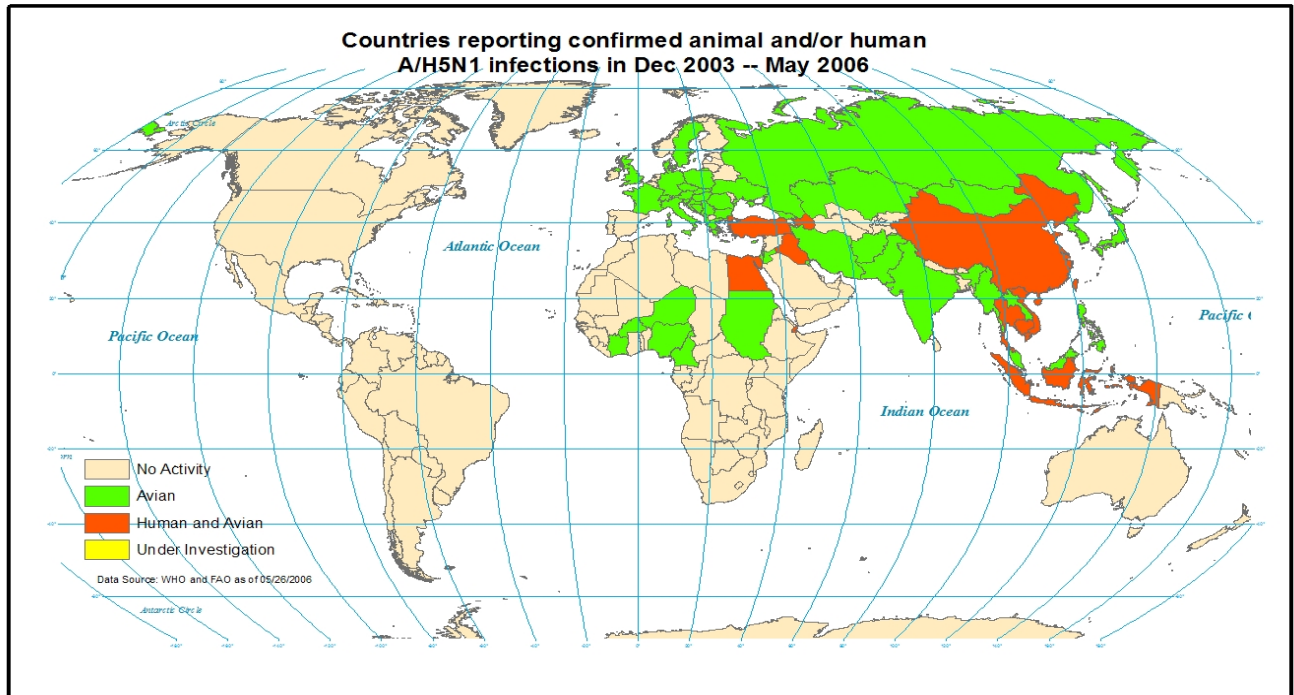 Countries reporting confirmed animal and/or human
A/H5N1 infections in Dec 2003 -- May 2006
Arctic Circle
Atlantic Ocean
Pacific Ocean
Pacific O
Indian Ocean
No Activity
Avian
Human and Avian
Under Investigation
Data Source: WHO and FAO as of 05/26/2006
Antarctic Circle